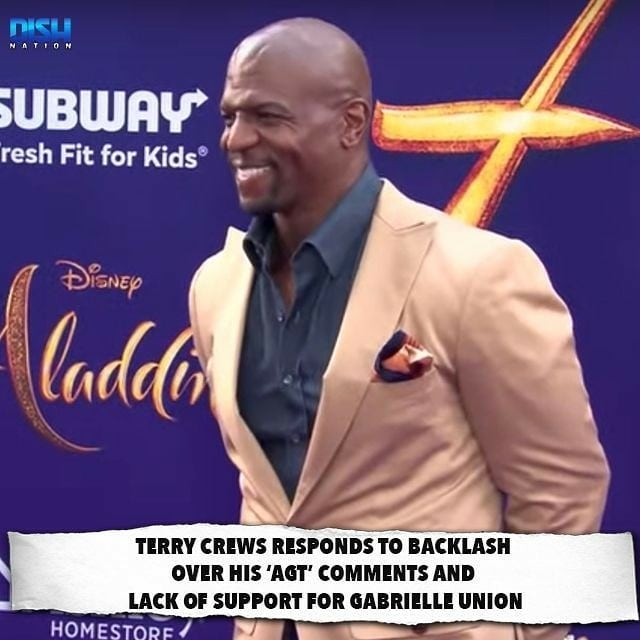 DISH
NATION
SUBWAY
resh Fit for Kids®
DISNEY
Aladdin
TERRY CREWS RESPONDS TO BACKLASH
OVER HIS ‘AGT’ COMMENTS AND
LACK OF SUPPORT FOR GABRIELLE UNION
HOMESTORE